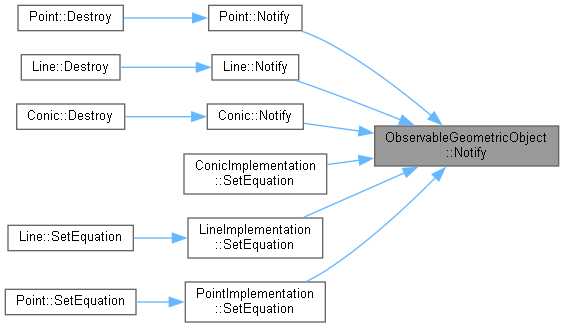 Point::Destroy
Point::Notify
Line::Destroy
Line::Notify
Conic::Destroy
Conic::Notify
ObservableGeometricObject
::Notify
ConicImplementation
::SetEquation
Line::SetEquation
LineImplementation
::SetEquation
Point::SetEquation
PointImplementation
::SetEquation